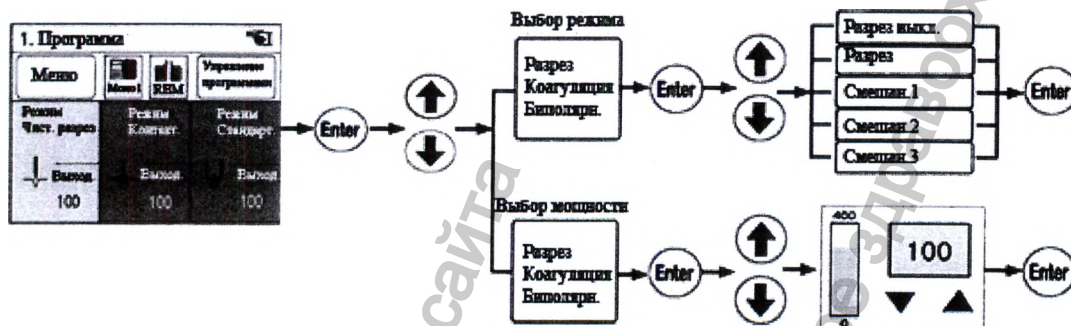 1. Программа
Меню
Моно1
REM
Управление
программами
Режим
Чист. разрез
Выход
100
Режим
Контакт.
Выход
100
Режим
Стандарт.
Выход
100
Enter
Выбор режима
Разрез
Коагуляция
Биполярн.
Enter
Разрез выкл.
Разрез
Смешан.1
Смешан.2
Смешан.3
Enter
Выбор мощности
Разрез
Коагуляция
Биполярн.
Enter
400
0
100
Enter
сайта